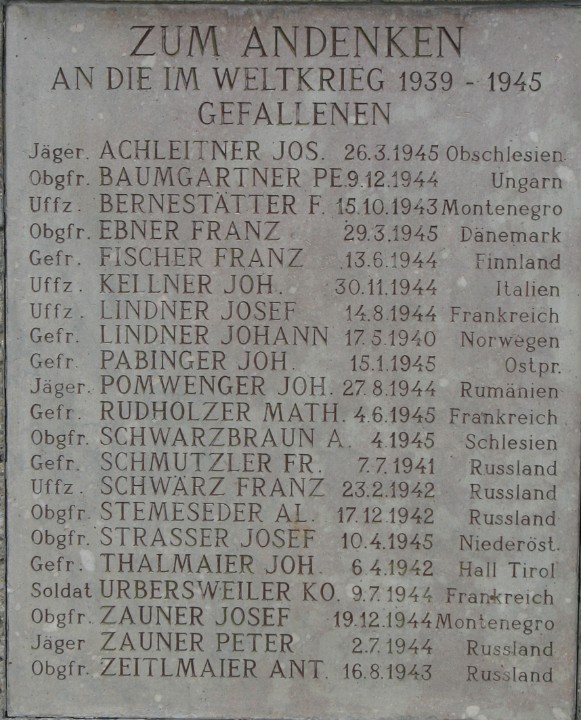 ZUM ANDENKEN
AN DIE IM WELTKRIEG 1939 - 1945
GEFALLENEN
Jäger. ACHLEITNER JOS. 26.3.1945 Obschlesien
Obgfr. BAUMGARTNER PE. 9.12.1944 Ungarn
Uffz. BERNESTÄTTER F. 15.10.1943 Montenegro
Obgfr. EBNER FRANZ 29.3.1945 Dänemark
Gefr. FISCHER FRANZ 13.6.1944 Finnland
Uffz. KELLNER JOH. 30.11.1944 Italien
Uffz. LINDNER JOSEF 14.8.1944 Frankreich
Gefr. LINDNER JOHANN 17.5.1940 Norwegen
Gefr. PABINGER JOH. 15.1.1945 Ostpr.
Jäger. POMWENGER JOH. 27.8.1944 Rumänien
Gefr. RUDHOLZER MATH. 4.6.1945 Frankreich
Obgfr. SCHWARZBRAUN A. 4.1945 Schlesien
Gefr. SCHMUTZLER FR. 7.7.1941 Russland
Uffz. SCHWARZ FRANZ 23.2.1942 Russland
Obgfr. STEMESEDER AL. 17.12.1942 Russland
Obgfr. STRASSER JOSEF 10.4.1945 Niederöst.
Gefr. THALMAIER JOH. 6.4.1942 Hall Tirol
Soldat URBERSWEILER KO. 9.7.1944 Frankreich
Obgfr. ZAUNER JOSEF 19.12.1944 Montenegro
Jäger ZAUNER PETER 2.7.1944 Russland
Obgfr. ZEITLMAIER ANT. 16.8.1943 Russland